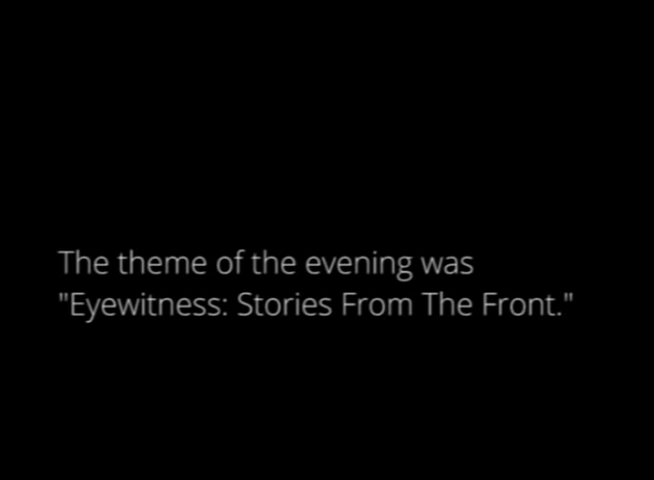 The theme of the evening was
"Eyewitness: Stories From The Front."